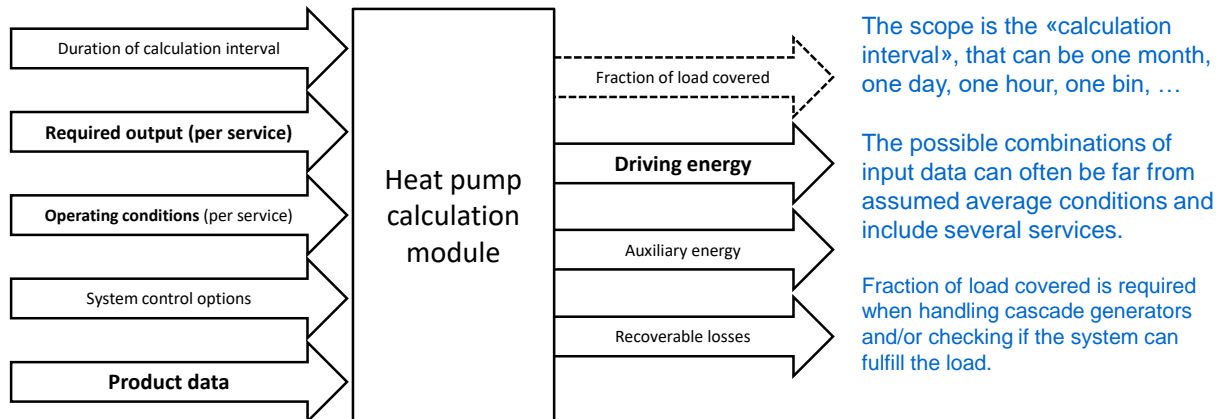 Duration of calculation interval
Required output (per service)
Operating conditions (per service)
System control options
Product data
Heat pump
calculation
module
Fraction of load covered
Driving energy
Auxiliary energy
Recoverable losses
The scope is the «calculation
interval», that can be one month,
one day, one hour, one bin, …
The possible combinations of
input data can often be far from
assumed average conditions and
include several services.
Fraction of load covered is required
when handling cascade generators
and/or checking if the system can
fulfill the load.